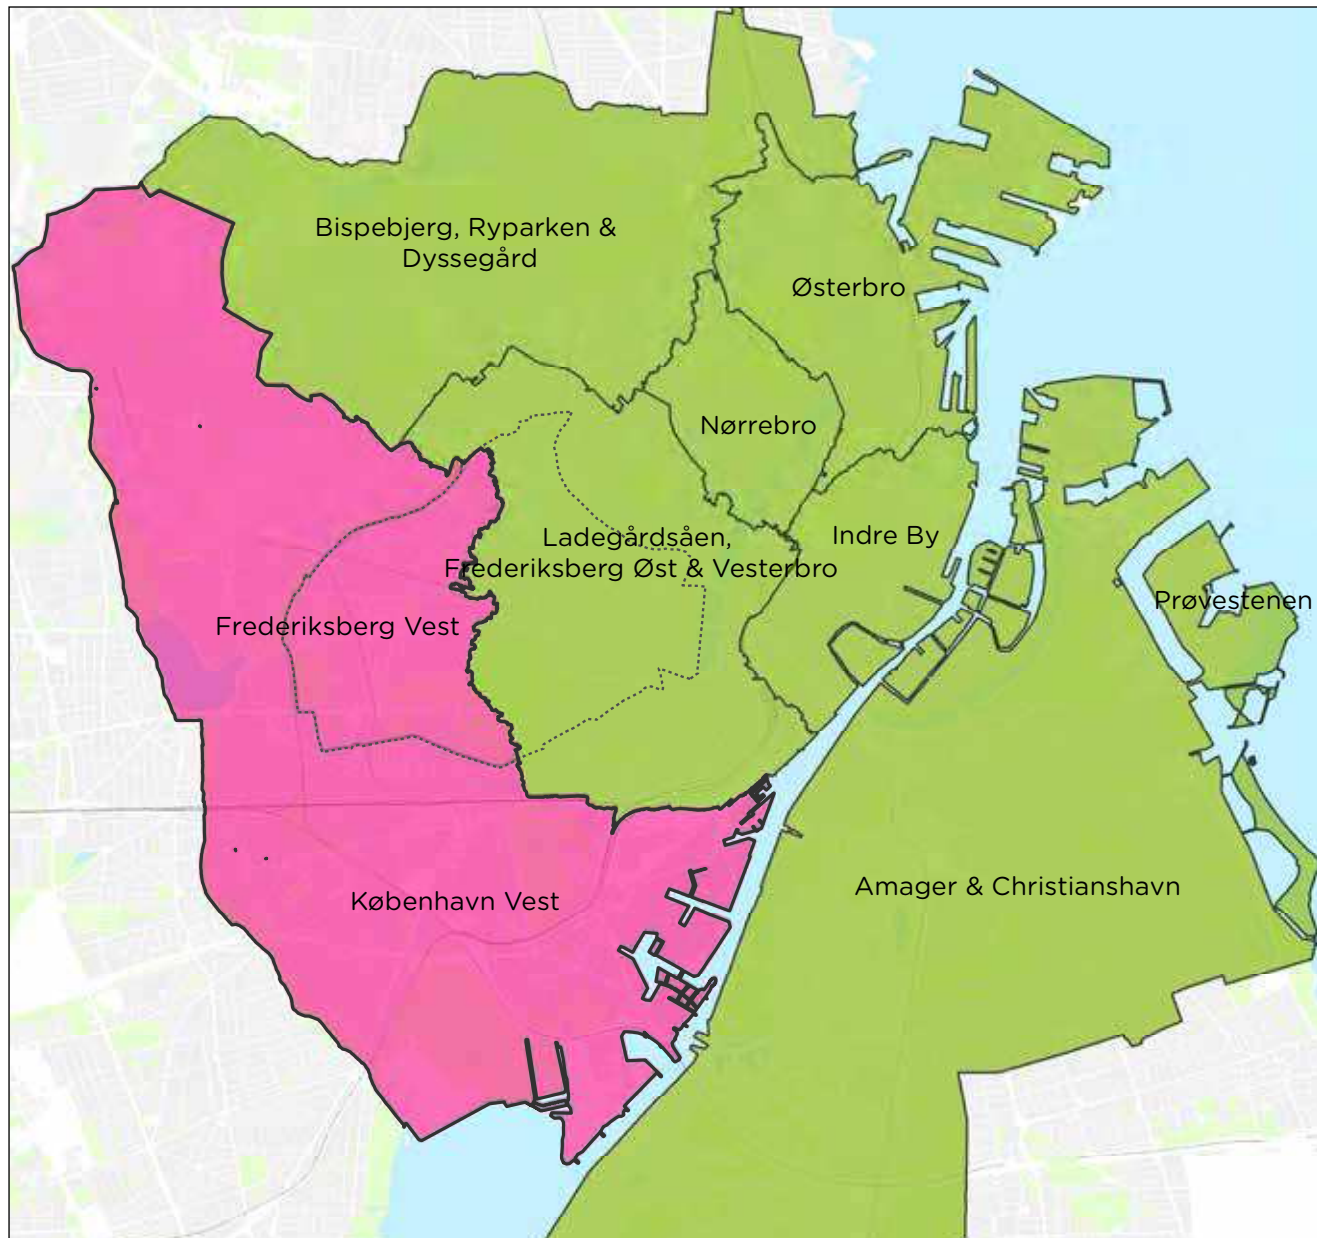 Bispebjerg, Ryparken &
Dyssegård
Østerbro
Nørrebro
Ladegårdsåen,
Frederiksberg Øst & Vesterbro
Indre By
Prøvestenen
Frederiksberg Vest
København Vest
Amager & Christianshavn